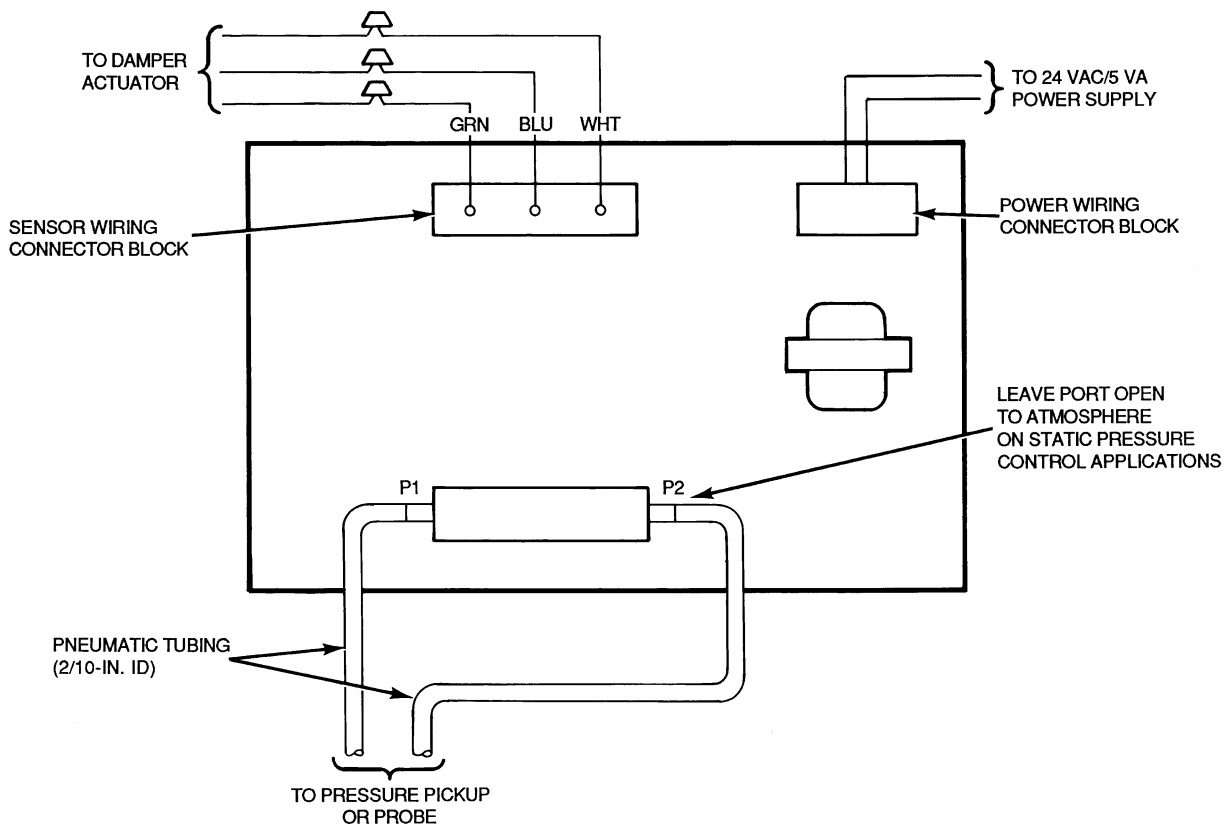 TO DAMPER
ACTUATOR
GRN BLU WHT
TO 24 VAC/5 VA
POWER SUPPLY
SENSOR WIRING
CONNECTOR BLOCK
POWER WIRING
CONNECTOR BLOCK
LEAVE PORT OPEN
TO ATMOSPHERE
ON STATIC PRESSURE
CONTROL APPLICATIONS
P1 P2
PNEUMATIC TUBING
(2/10-IN. ID)
TO PRESSURE PICKUP
OR PROBE